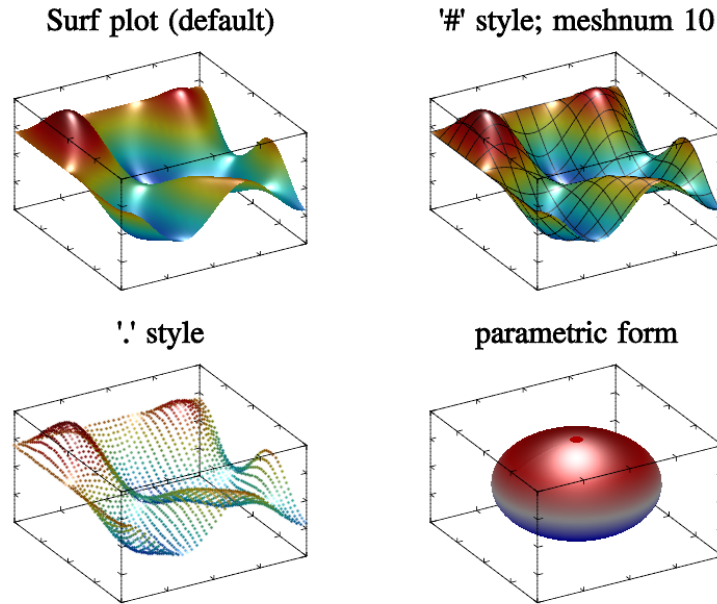 Surf plot (default)
'#' style; meshnum 10
'.' style
parametric form